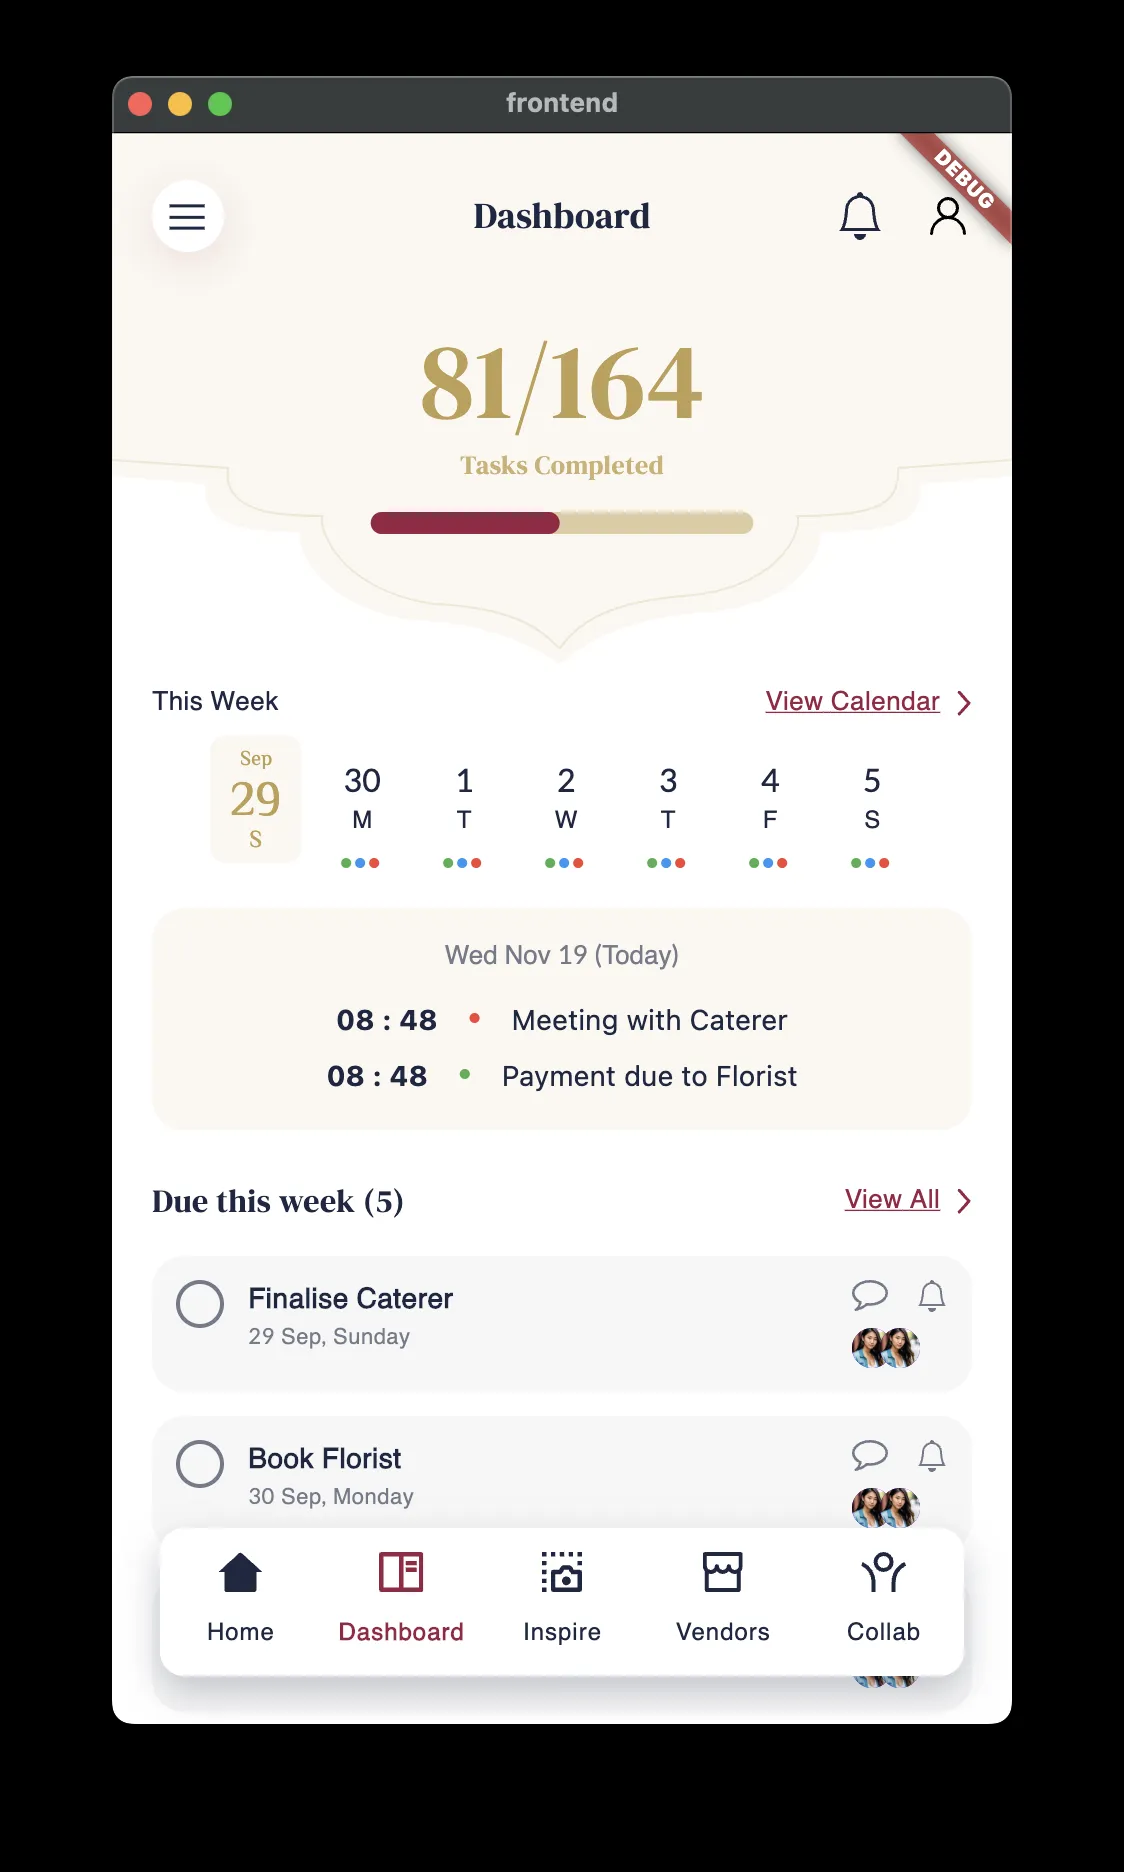 frontend
DEBUG
Dashboard
81/164
Tasks Completed
This Week
View Calendar
Sep
29 30 1 2 3 4 5
S M T W T F S
Wed Nov 19 (Today)
08 : 48 • Meeting with Caterer
08 : 48 • Payment due to Florist
Due this week (5)
View All
Finalise Caterer
29 Sep, Sunday
Book Florist
30 Sep, Monday
Home Dashboard Inspire Vendors Collab